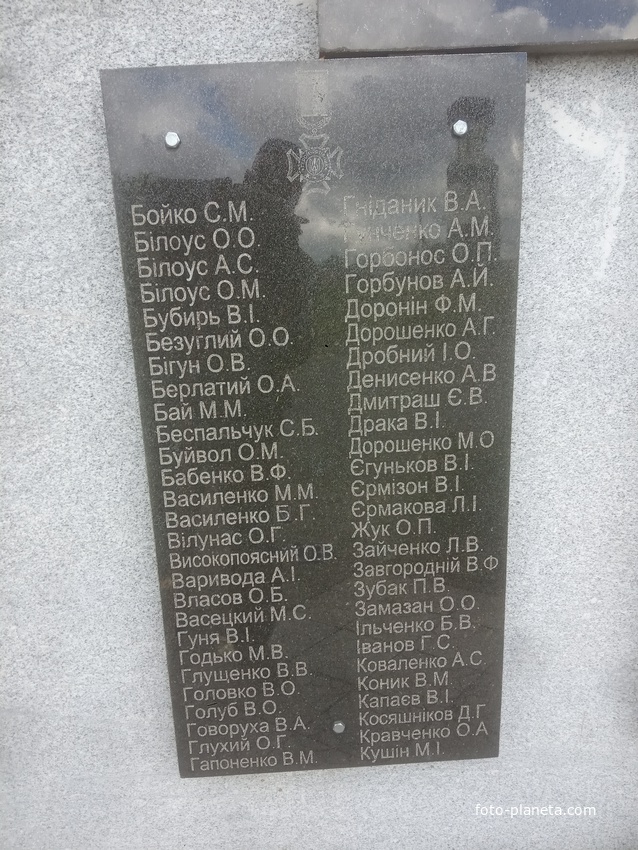 Бойко С.М.
Білоус О.О.
Білоус А.С.
Білоус О.М.
Бубирь В.І.
Безуглий О.О.
Бігун О.В.
Берлатий О.А.
Бай М.М.
Беспальчук С.Б.
Буйвол О.М.
Бабенко В.Ф.
Василенко М.М.
Василенко Б.Г.
Вілунас О.Г.
Високопоясний О.В.
Варивода А.І.
Власов О.Б.
Васецкий М.С.
Гуня В.І.
Годько М.В.
Глущенко В.В.
Головко В.О.
Голуб В.О.
Говоруха В.А.
Глухий О.Г.
Гапоненко В.М.
Гніданик В.А.
А.М.
Горбонос О.П.
Горбунов А.Й.
Доронін Ф.М.
Дорошенко А.Г.
Дробний І.О.
Денисенко А.В
Дмитраш Є.В.
Драка В.І.
Дорошенко М.О
Єгуньков В.І.
Єрмізон В.І.
Єрмакова Л.І.
Жук О.П.
Зайченко Л.В.
Завгородній В.Ф
Зубак П.В.
Замазан О.О.
Ільченко Б.В.
Іванов Г.С.
Коваленко А.С
Коник В.М.
Капаєв В.І.
Косяшніков Д.Г
Кравченко О.А
Кушін М.І.
foto-planeta.com